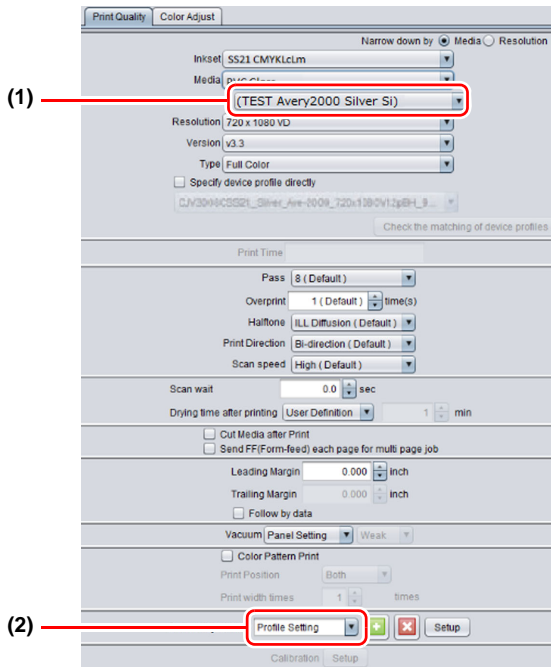 Print Quality Color Adjust
Narrow down by Media Resolution
Inkset SS21 CMYKLcLm
Media
(1)
(TEST Avery2000 Silver Si)
Resolution 720 x 1080 VD
Version v3.3
Type Full Color
Specify device profile directly
Check the matching of device profiles
Print Time
Pass 8 ( Default )
Overprint 1 ( Default ) time(s)
Halftone ILL Diffusion ( Default )
Print Direction Bi-direction ( Default )
Scan speed High ( Default )
Scan wait 0.0 sec
Drying time after printing User Definition 1 min
Cut Media after Print
Send FF(Form-feed) each page for multi page job
Leading Margin 0.000 inch
Trailing Margin 0.000 inch
Follow by data
Vacuum Panel Setting Weak
Color Pattern Print
Print Position Both
Print width times 1 times
(2)
Profile Setting Setup
Calibration Setup